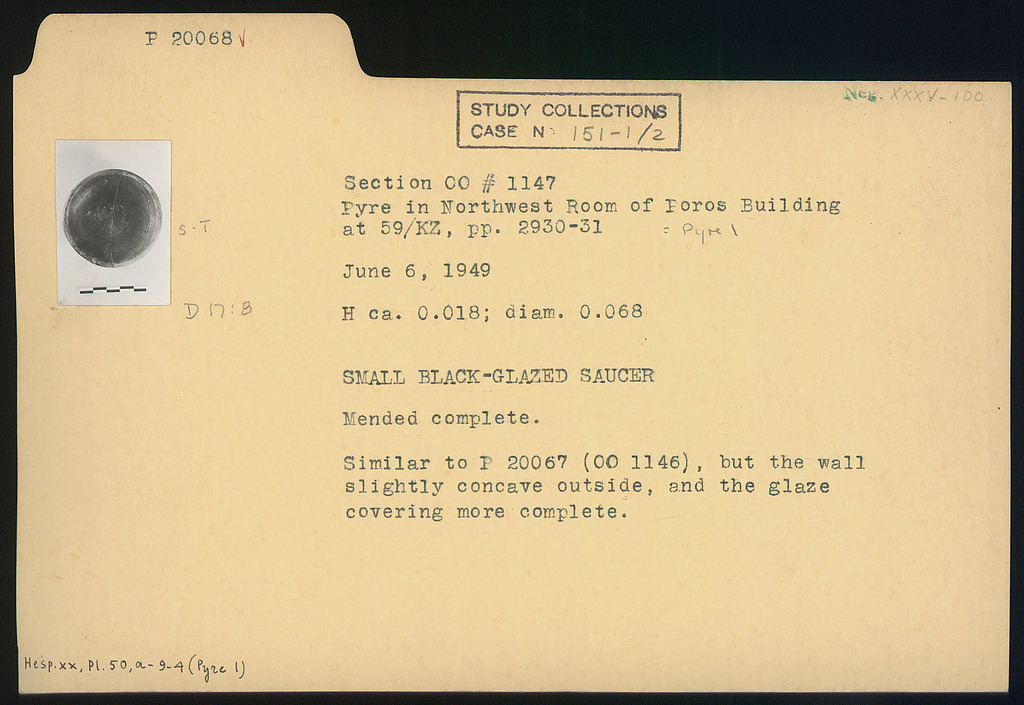 P 20068 √
Neg. XXXV-100
STUDY COLLECTIONS
CASE No 151-1/2
Section OO # 1147
Pyre in Northwest Room of Poros Building
at 59/KZ, pp. 2930-31 = Pyre 1
S-T
June 6, 1949
D 17:3
H ca. 0.018; diam. 0.068
SMALL BLACK-GLAZED SAUCER
Mended complete.
Similar to P 20067 (OO 1146), but the wall
slightly concave outside, and the glaze
covering more complete.
Hesp. xx, Pl. 50, a-9-4 (Pyre 1)